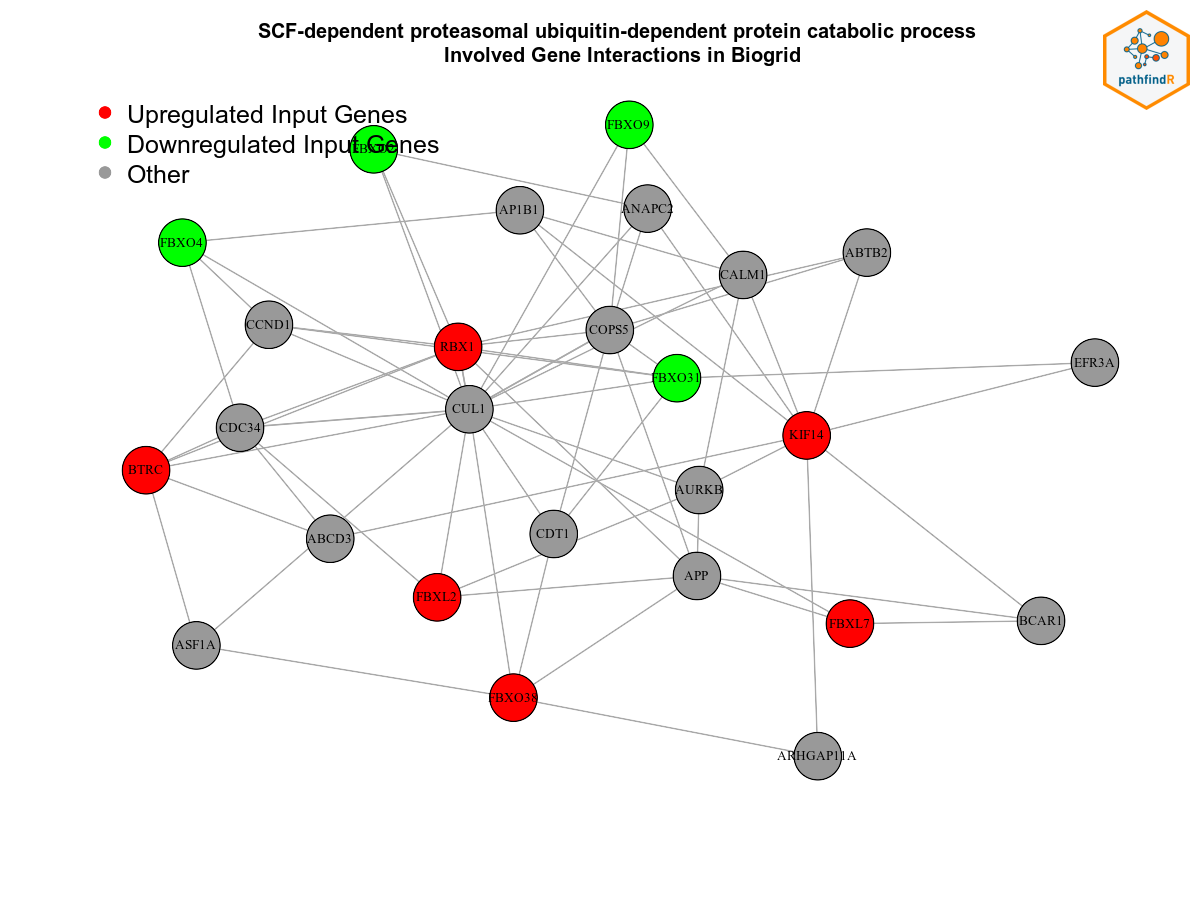 SCF-dependent proteasomal ubiquitin-dependent protein catabolic process
Involved Gene Interactions in Biogrid
pathfindR
Upregulated Input Genes
Downregulated Input Genes
Other
FBXO9
AP1B1
ANAPC2
FBXO4
ABTB2
CALM1
CCND1
COPS5
RBX1
EFR3A
FBXO31
CUL1
CDC34
KIF14
BTRC
AURKB
CDT1
ABCD3
APP
FBXL2
BCAR1
FBXL7
ASF1A
FBXO38
ARHGAP11A